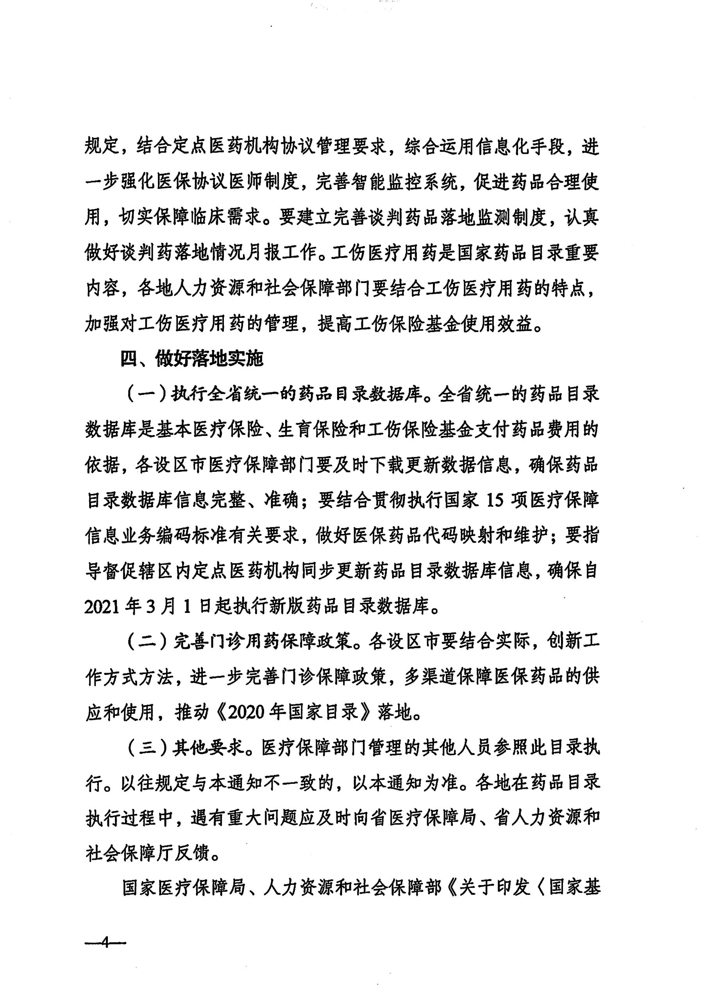 规定，结合定点医药机构协议管理要求，综合运用信息化手段，进
一步强化医保协议医师制度，完善智能监控系统，促进药品合理使
用，切实保障临床需求。要建立完善谈判药品落地监测制度，认真
做好谈判药落地情况月报工作。工伤医疗用药是国家药品目录重要
内容，各地人力资源和社会保障部门要结合工伤医疗用药的特点，
加强对工伤医疗用药的管理，提高工伤保险基金使用效益。
四、做好落地实施
（一）执行全省统一的药品目录数据库。全省统一的药品目录
数据库是基本医疗保险、生育保险和工伤保险基金支付药品费用的
依据，各设区市医疗保障部门要及时下载更新数据信息，确保药品
目录数据库信息完整、准确；要结合贯彻执行国家 15 项医疗保障
信息业务编码标准有关要求，做好医保药品代码映射和维护；要指
导督促辖区内定点医药机构同步更新药品目录数据库信息，确保自
2021 年 3 月 1 日起执行新版药品目录数据库。
（二）完善门诊用药保障政策。各设区市要结合实际，创新工
作方式方法，进一步完善门诊保障政策，多渠道保障医保药品的供
应和使用，推动《2020 年国家目录》落地。
（三）其他要求。医疗保障部门管理的其他人员参照此目录执
行。以往规定与本通知不一致的，以本通知为准。各地在药品目录
执行过程中，遇有重大问题应及时向省医疗保障局、省人力资源和
社会保障厅反馈。
国家医疗保障局、人力资源和社会保障部《关于印发〈国家基
—4—